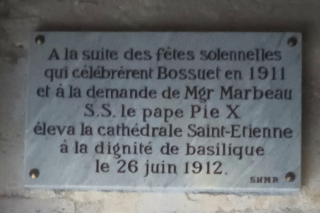 A la suite des fêtes solennelles
qui célébrèrent Bossuet en 1911
et à la demande de Mgr Marbeau
S.S. le pape Pie X
éleva la cathédrale Saint-Etienne
à la dignité de basilique
le 26 juin 1912.
SHMR